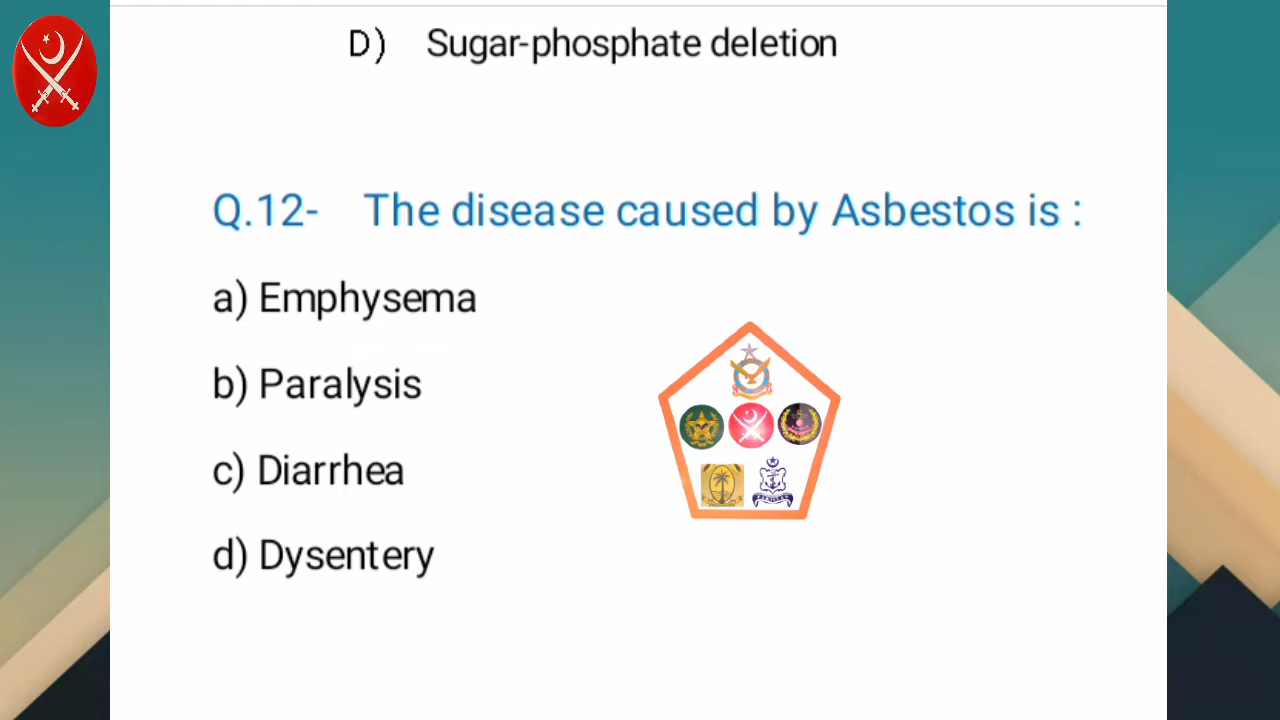 D) Sugar-phosphate deletion
Q.12- The disease caused by Asbestos is :
a) Emphysema
b) Paralysis
c) Diarrhea
d) Dysentery